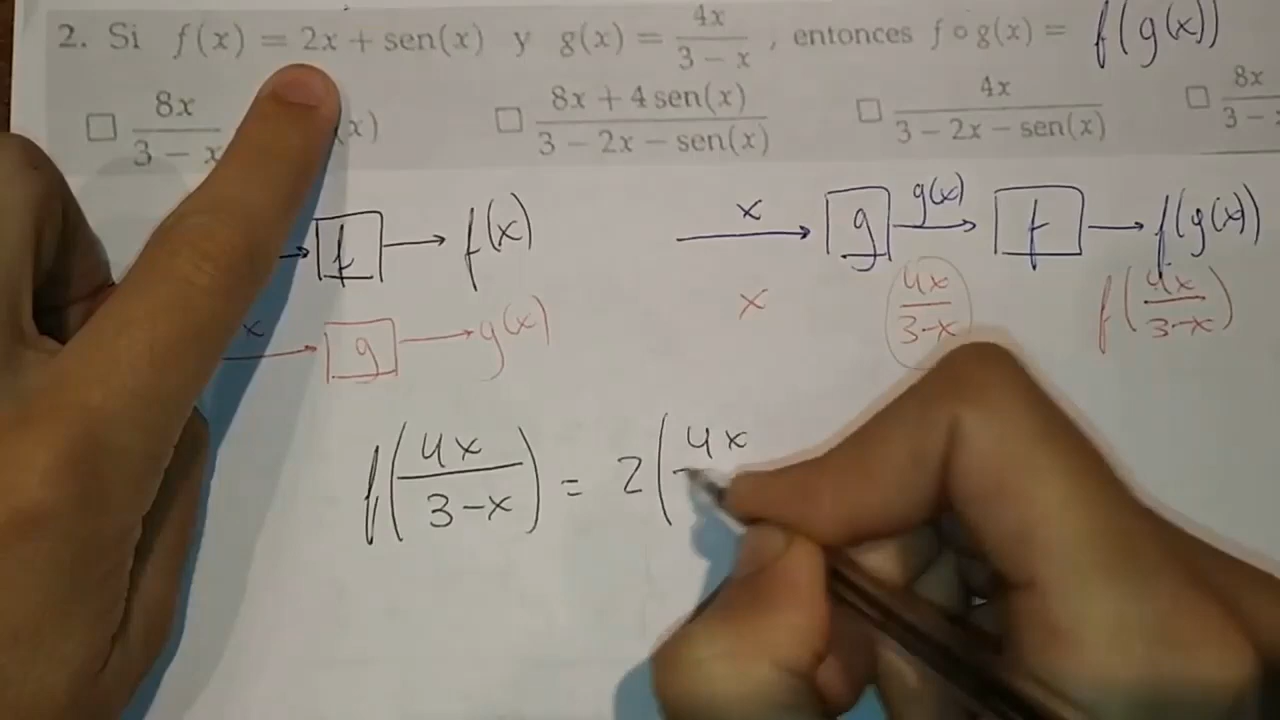 2. Si f(x) = 2x + sen(x) y g(x) = 4x/(3 − x) , entonces f ∘ g(x) = f(g(x))
□ 8x/(3 − x (x) □ (8x + 4 sen(x))/(3 − 2x − sen(x)) □ 4x/(3 − 2x − sen(x)) □ 8x/(3 −
f f(x) x g g(x) f f(g(x))
x g g(x) x 4x/(3-x) f(4x/(3-x))
f(4x/(3-x)) = 2(4x